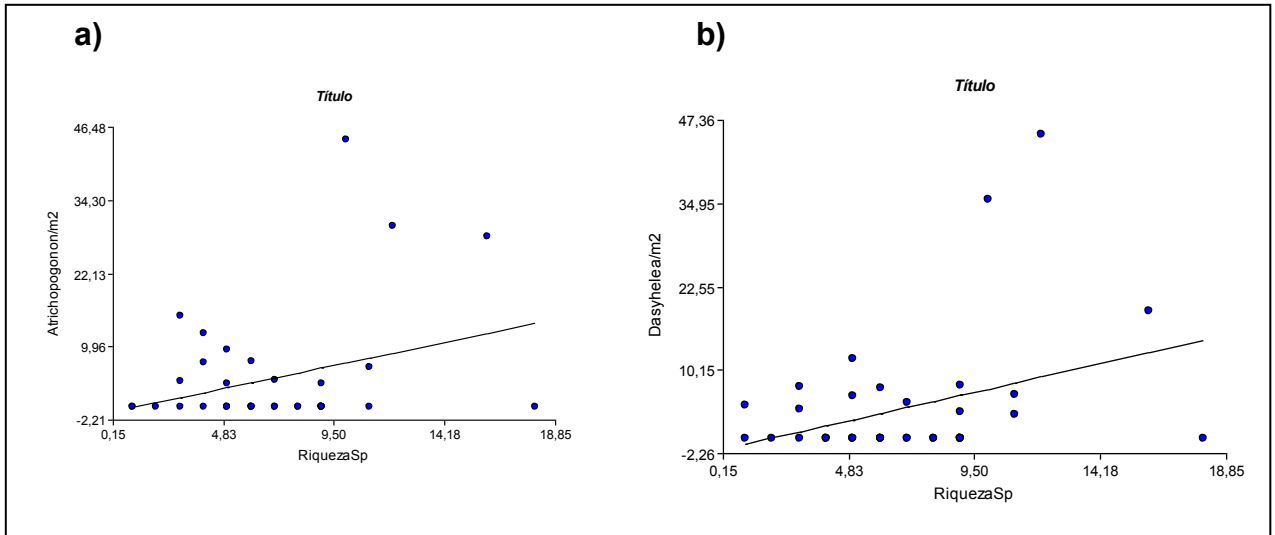 a)
Título
46,48
34,30
22,13
9,96
-2,21
Atrichopogonon/m2
0,15
4,83
9,50
14,18
18,85
RiquezaSp
b)
Título
47,36
34,95
22,55
10,15
-2,26
Dasyhelea/m2
0,15
4,83
9,50
14,18
18,85
RiquezaSp